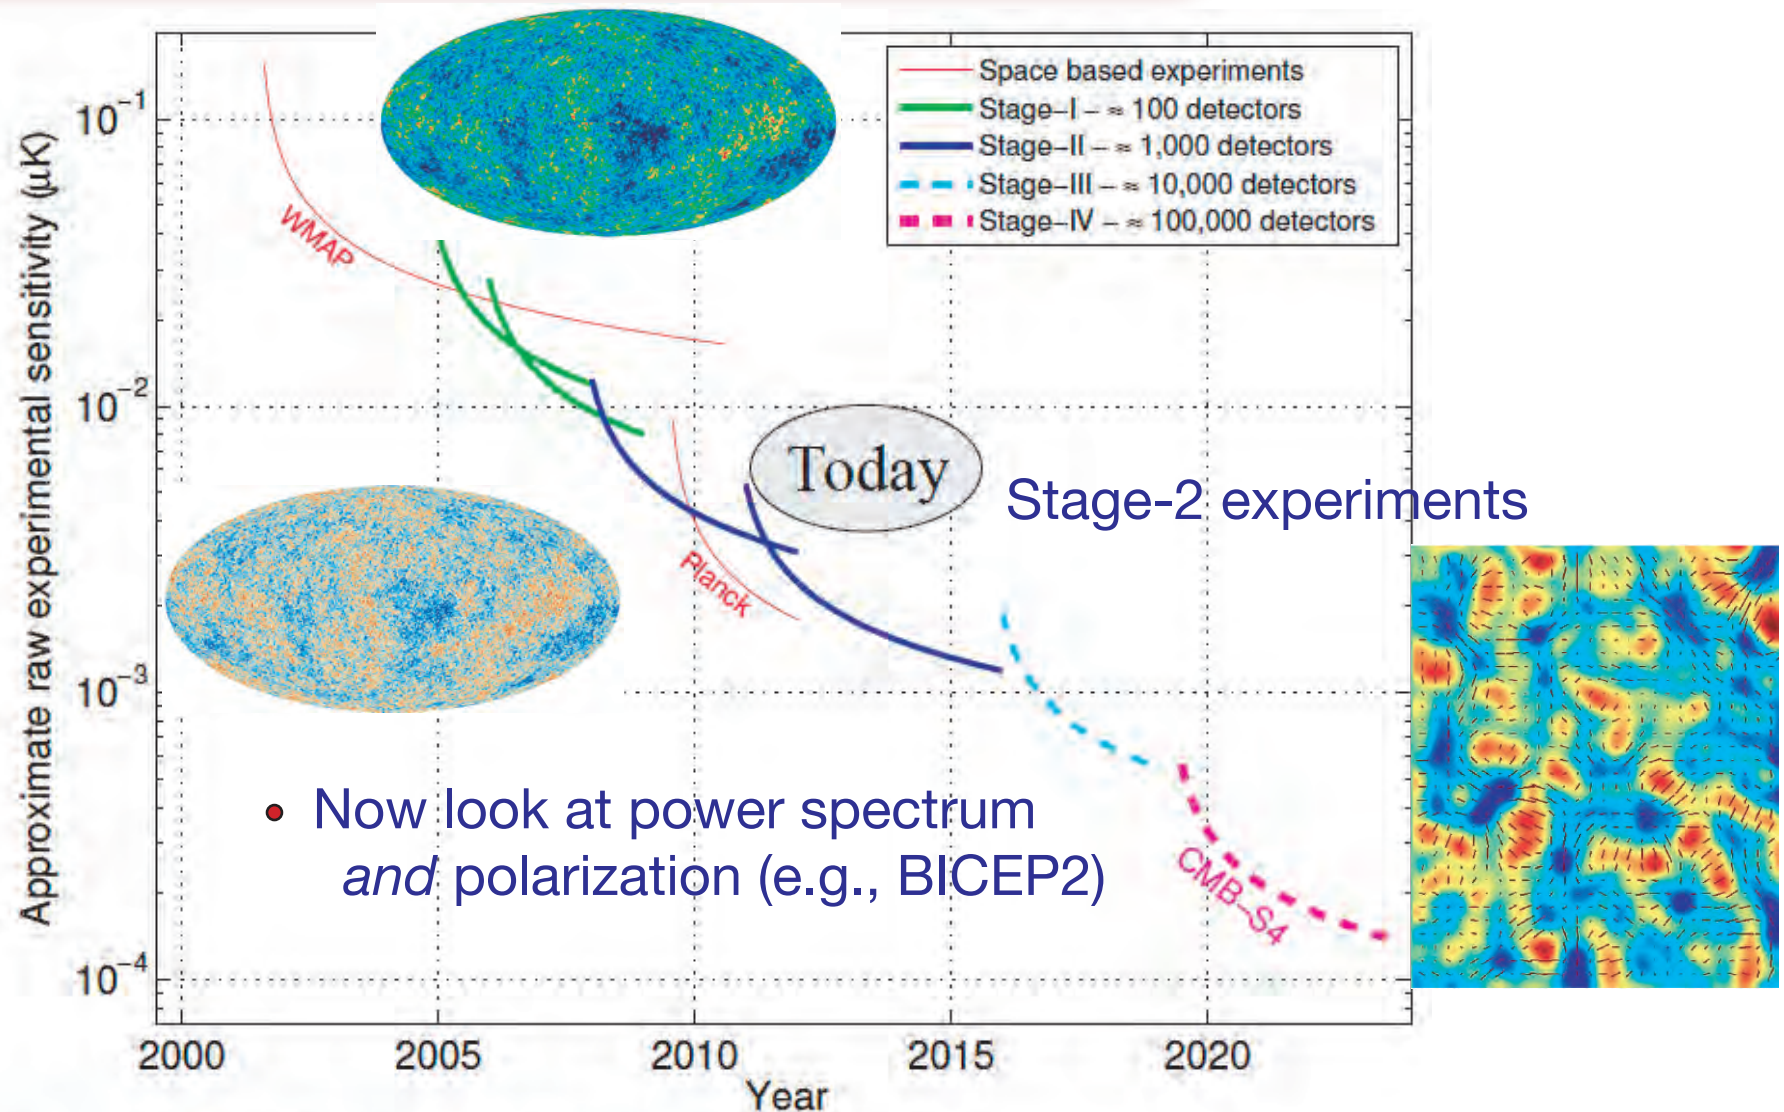 Space based experiments
Stage–I – ≈ 100 detectors
Stage–II – ≈ 1,000 detectors
Stage–III – ≈ 10,000 detectors
Stage–IV – ≈ 100,000 detectors
Approximate raw experimental sensitivity (μK)
10⁻¹
10⁻²
10⁻³
10⁻⁴
WMAP
Today
Stage-2 experiments
Planck
• Now look at power spectrum
and polarization (e.g., BICEP2)
CMB–S4
2000 2005 2010 2015 2020
Year